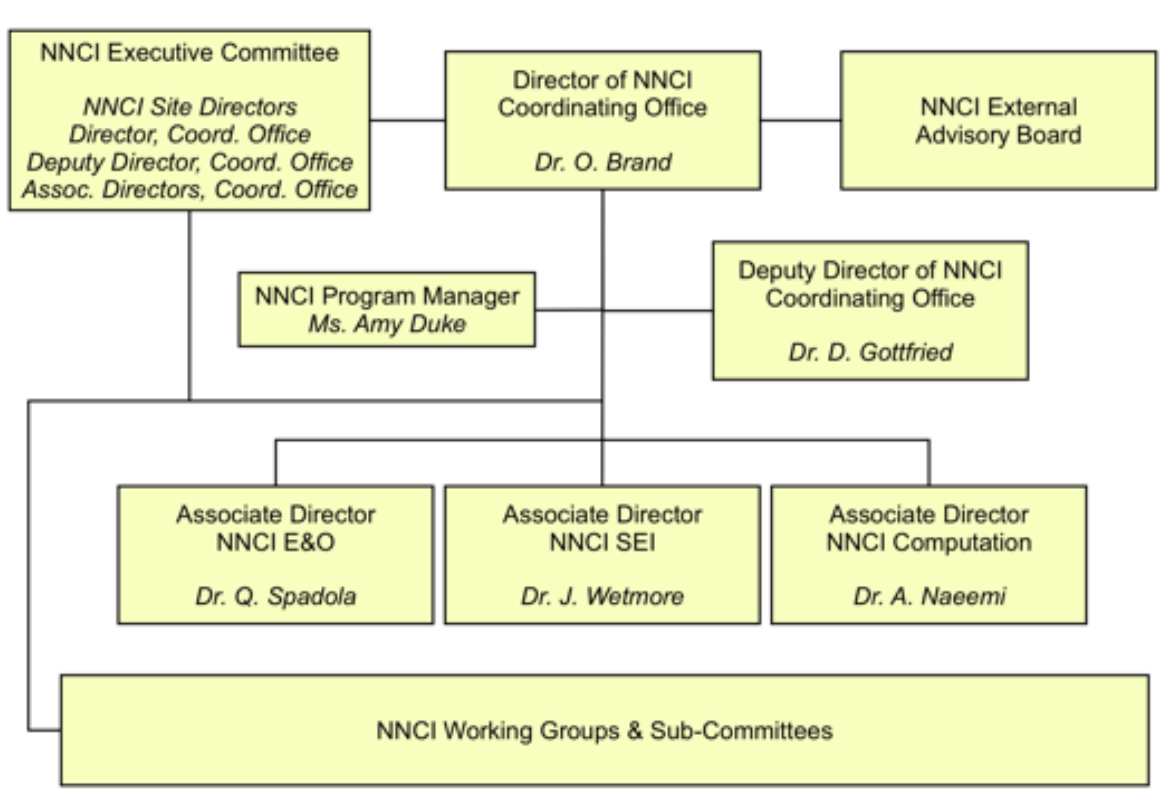 NNCI Executive Committee
NNCI Site Directors
Director, Coord. Office
Deputy Director, Coord. Office
Assoc. Directors, Coord. Office
Director of NNCI
Coordinating Office
Dr. O. Brand
NNCI External
Advisory Board
NNCI Program Manager
Ms. Amy Duke
Deputy Director of NNCI
Coordinating Office
Dr. D. Gottfried
Associate Director
NNCI E&O
Dr. Q. Spadola
Associate Director
NNCI SEI
Dr. J. Wetmore
Associate Director
NNCI Computation
Dr. A. Naeemi
NNCI Working Groups & Sub-Committees